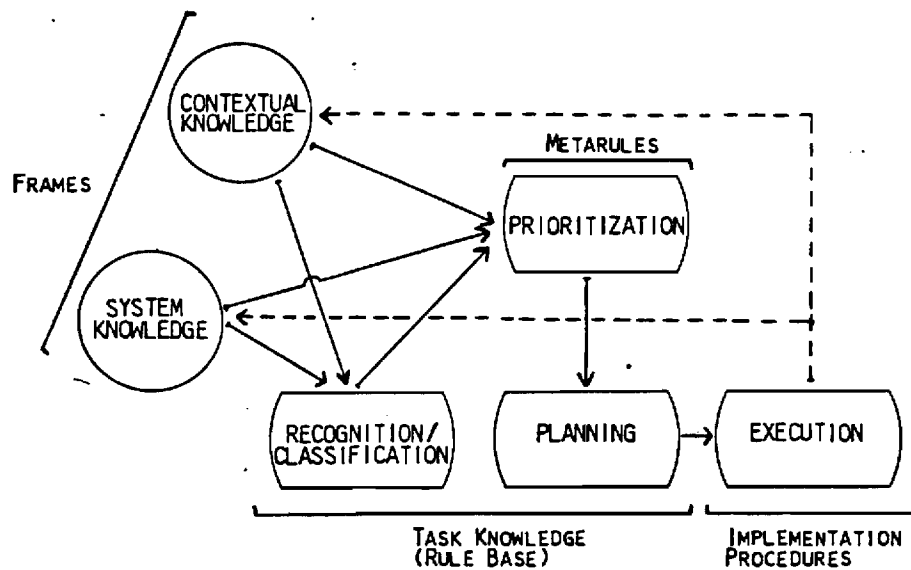 CONTEXTUAL
KNOWLEDGE
METARULES
FRAMES
PRIORITIZATION
SYSTEM
KNOWLEDGE
RECOGNITION/
CLASSIFICATION
PLANNING
EXECUTION
TASK KNOWLEDGE
(RULE BASE)
IMPLEMENTATION
PROCEDURES